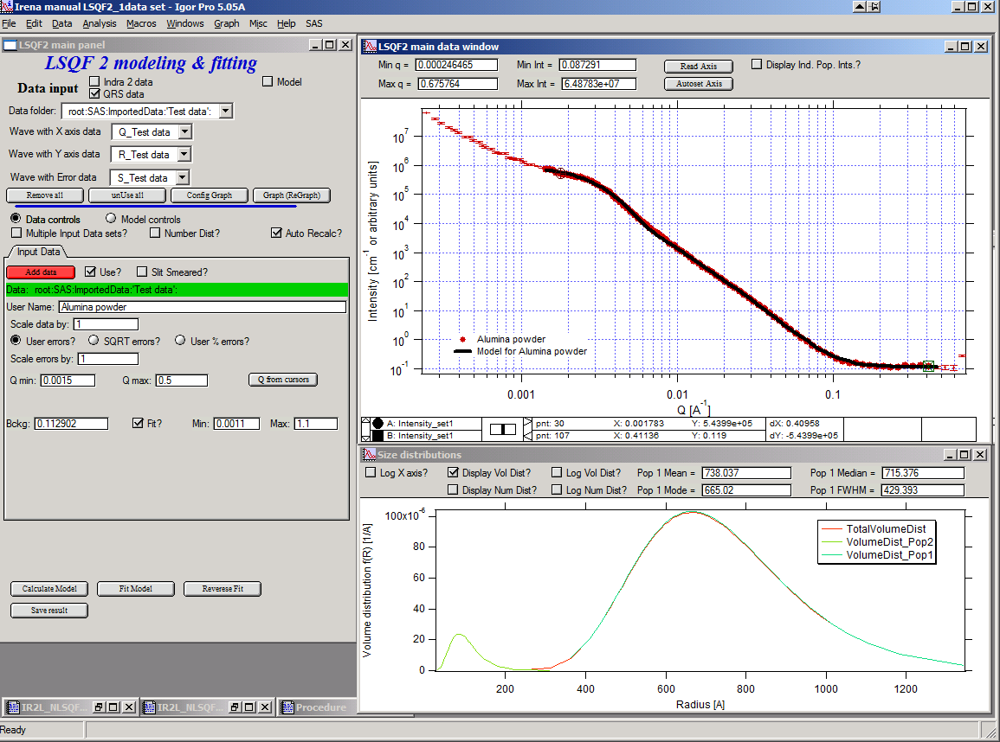 Irena manual LSQF2_1data set - Igor Pro 5.05A
File Edit Data Analysis Macros Windows Graph Misc Help SAS
LSQF2 main panel
LSQF 2 modeling & fitting
Data input
Indra 2 data
Model
QRS data
Data folder: root:SAS:ImportedData:'Test data':
Wave with X axis data Q_Test data
Wave with Y axis data R_Test data
Wave with Error data S_Test data
Remove all unUse all Config Graph Graph (ReGraph)
Data controls Model controls
Multiple Input Data sets? Number Dist? Auto Recalc?
Input Data
Add data Use? Slit Smeared?
Data: root:SAS:ImportedData:'Test data':
User Name: Alumina powder
Scale data by: 1
User errors? SQRT errors? User % errors?
Scale errors by: 1
Q min: 0.0015 Q max: 0.5 Q from cursors
Bckg: 0.112902 Fit? Min: 0.0011 Max: 1.1
Calculate Model Fit Model Reverese Fit
Save result
LSQF2 main data window
Min q = 0.000246465 Min Int = 0.087291 Read Axis Display Ind. Pop. Ints.?
Max q = 0.675764 Max Int = 6.48783e+07 Autoset Axis
Intensity [cm-1 or arbitrary units]
10^7
10^6
10^5
10^4
10^3
10^2
10^1
10^0
10^-1
Alumina powder
Model for Alumina powder
0.001 0.01 0.1
Q [A-1]
A: Intensity_set1 pnt: 30 X: 0.001783 Y: 5.4399e+05 dX: 0.40958
B: Intensity_set1 pnt: 107 X: 0.41136 Y: 0.119 dY: -5.4399e+05
Size distributions
Log X axis? Display Vol Dist? Log Vol Dist? Pop 1 Mean = 738.037 Pop 1 Median = 715.376
Display Num Dist? Log Num Dist? Pop 1 Mode = 665.02 Pop 1 FWHM = 429.393
Volume distribution f(R) [1/A]
100x10^-6
80
60
40
20
0
TotalVolumeDist
VolumeDist_Pop2
VolumeDist_Pop1
200 400 600 800 1000 1200
Radius [A]
IR2L_NLSQF... IR2L_NLSQF... Procedure
Ready